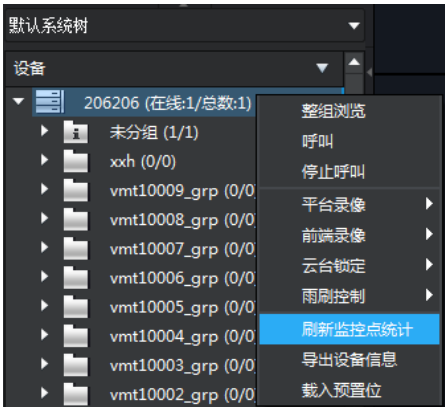 默认系统树
设备
206206 (在线:1/总数:1)
未分组 (1/1)
xxh (0/0)
vmt10009_grp (0/0
vmt10008_grp (0/0
vmt10007_grp (0/0
vmt10006_grp (0/0
vmt10005_grp (0/0
vmt10004_grp (0/0
vmt10003_grp (0/0
vmt10002_grp (0/0
整组浏览
呼叫
停止呼叫
平台录像
前端录像
云台锁定
雨刷控制
刷新监控点统计
导出设备信息
载入预置位